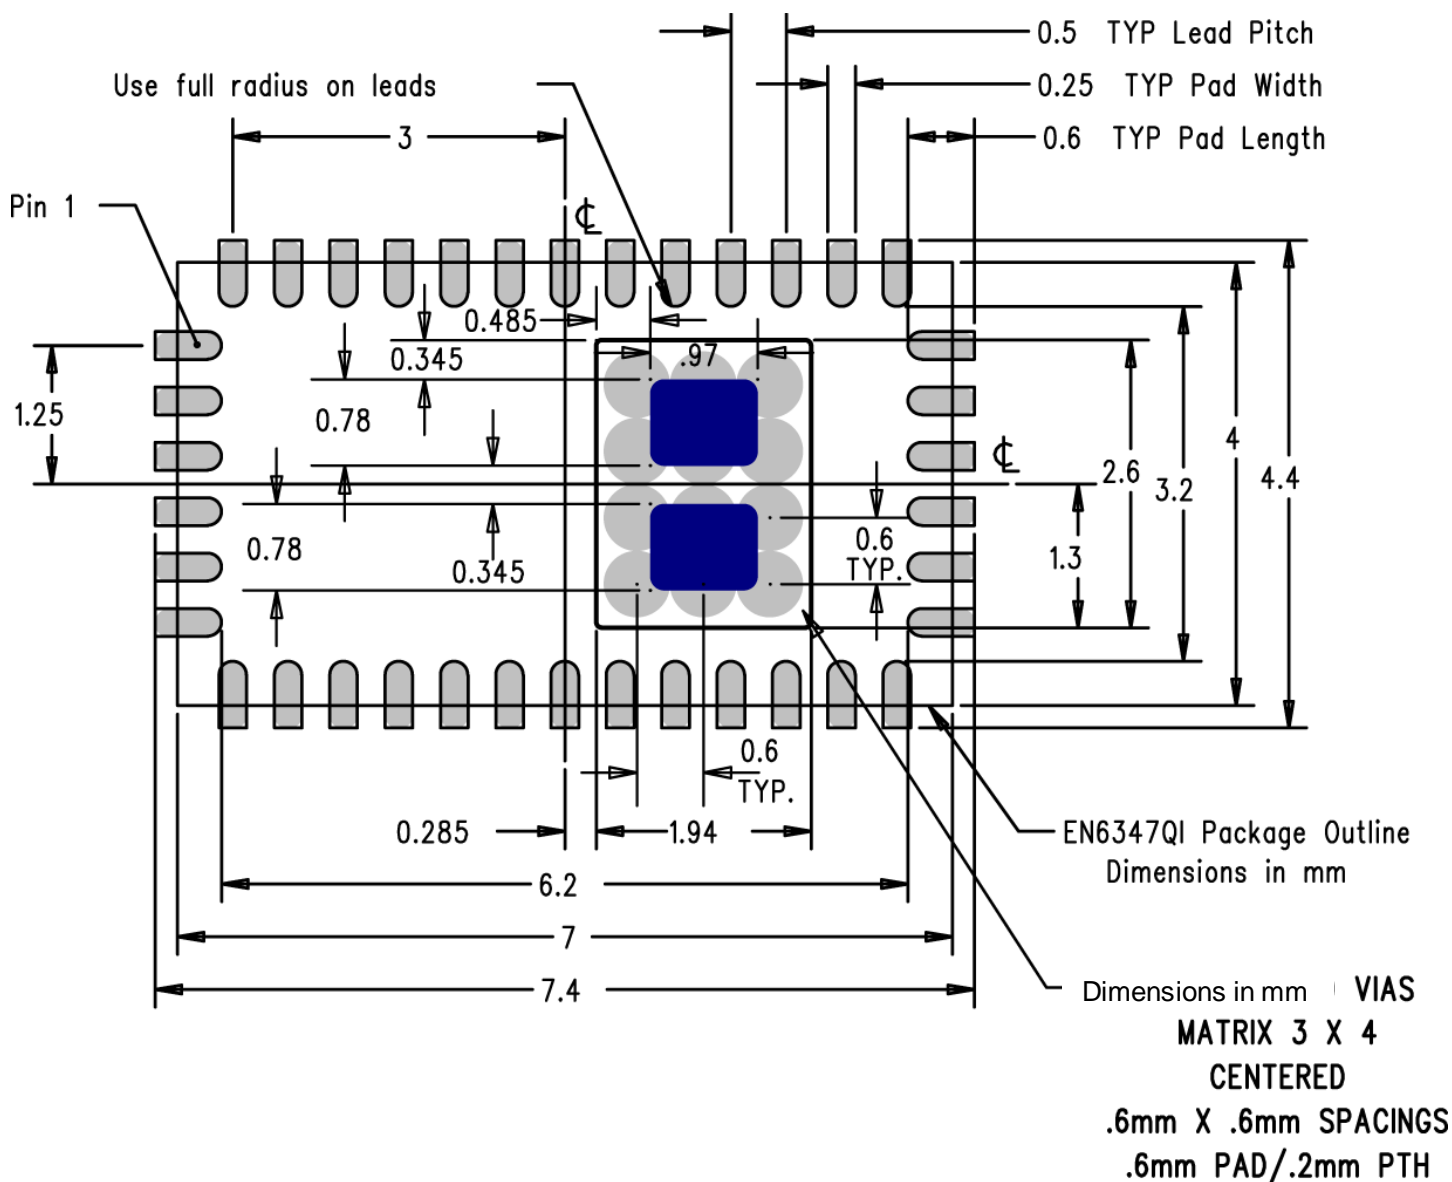 0.5 TYP Lead Pitch
Use full radius on leads
0.25 TYP Pad Width
3
0.6 TYP Pad Length
Pin 1
℄
0.485
0.345
.97
1.25
0.78
4
℄
2.6
3.2
4.4
0.78
0.6
TYP.
1.3
0.345
0.6
TYP.
0.285
1.94
EN6347QI Package Outline
Dimensions in mm
6.2
7
7.4
Dimensions in mm VIAS
MATRIX 3 X 4
CENTERED
.6mm X .6mm SPACINGS
.6mm PAD/.2mm PTH